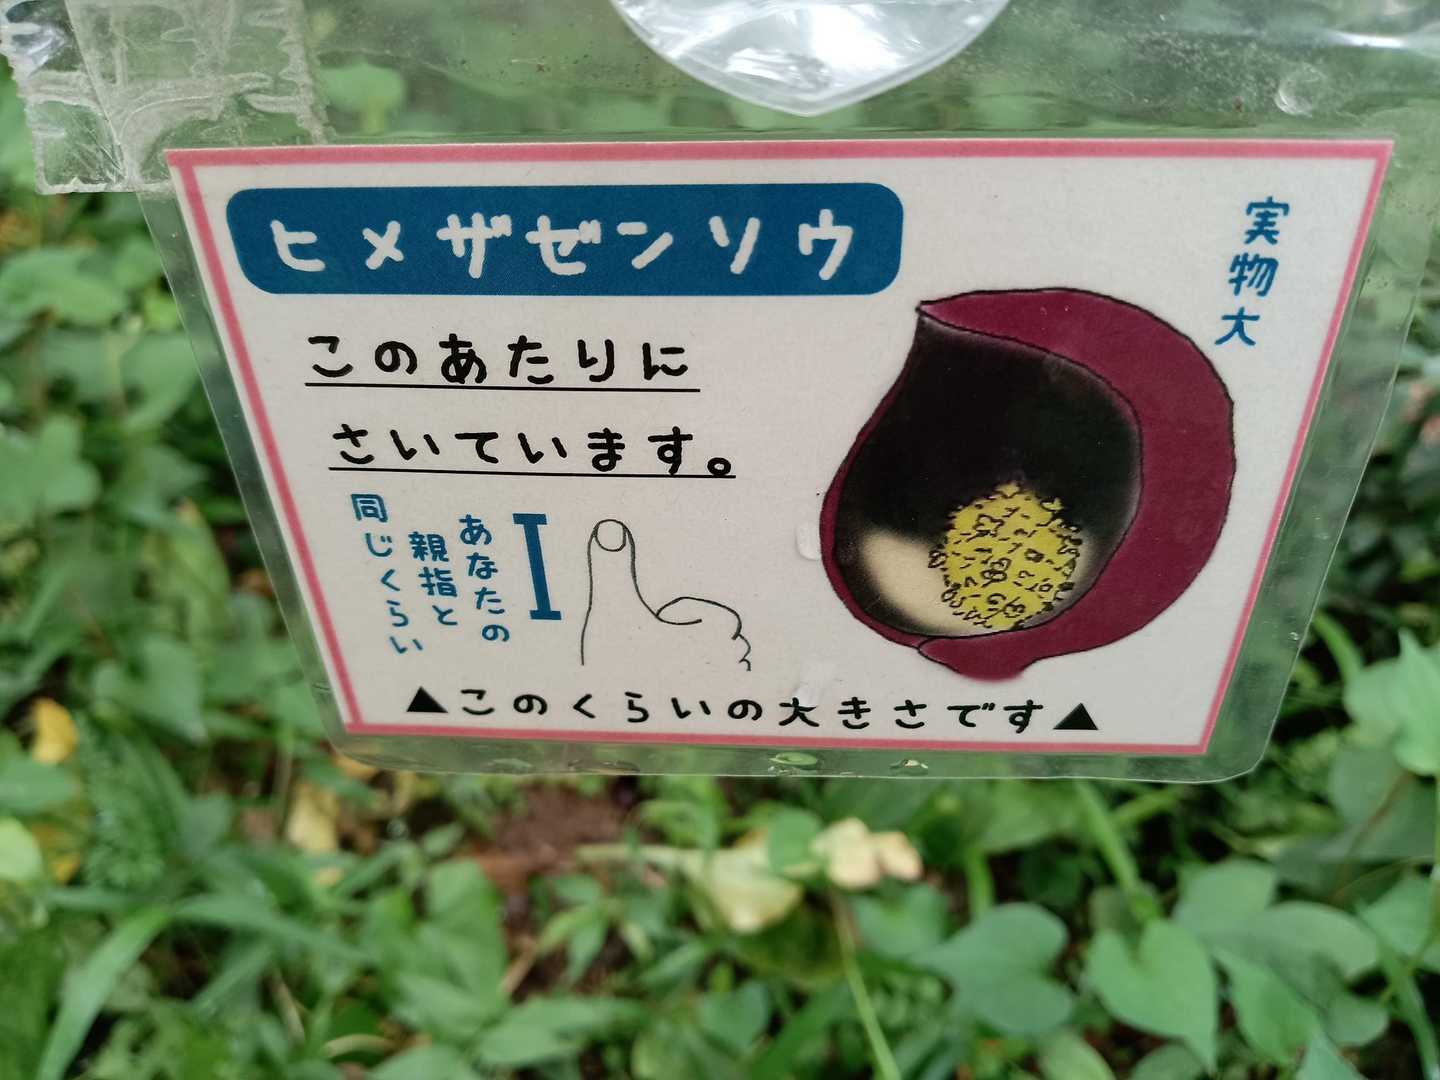 ヒメザゼンソウ
実物大
このあたりに
さいています。
あなたの
親指と
同じくらい
▲このくらいの大きさです▲